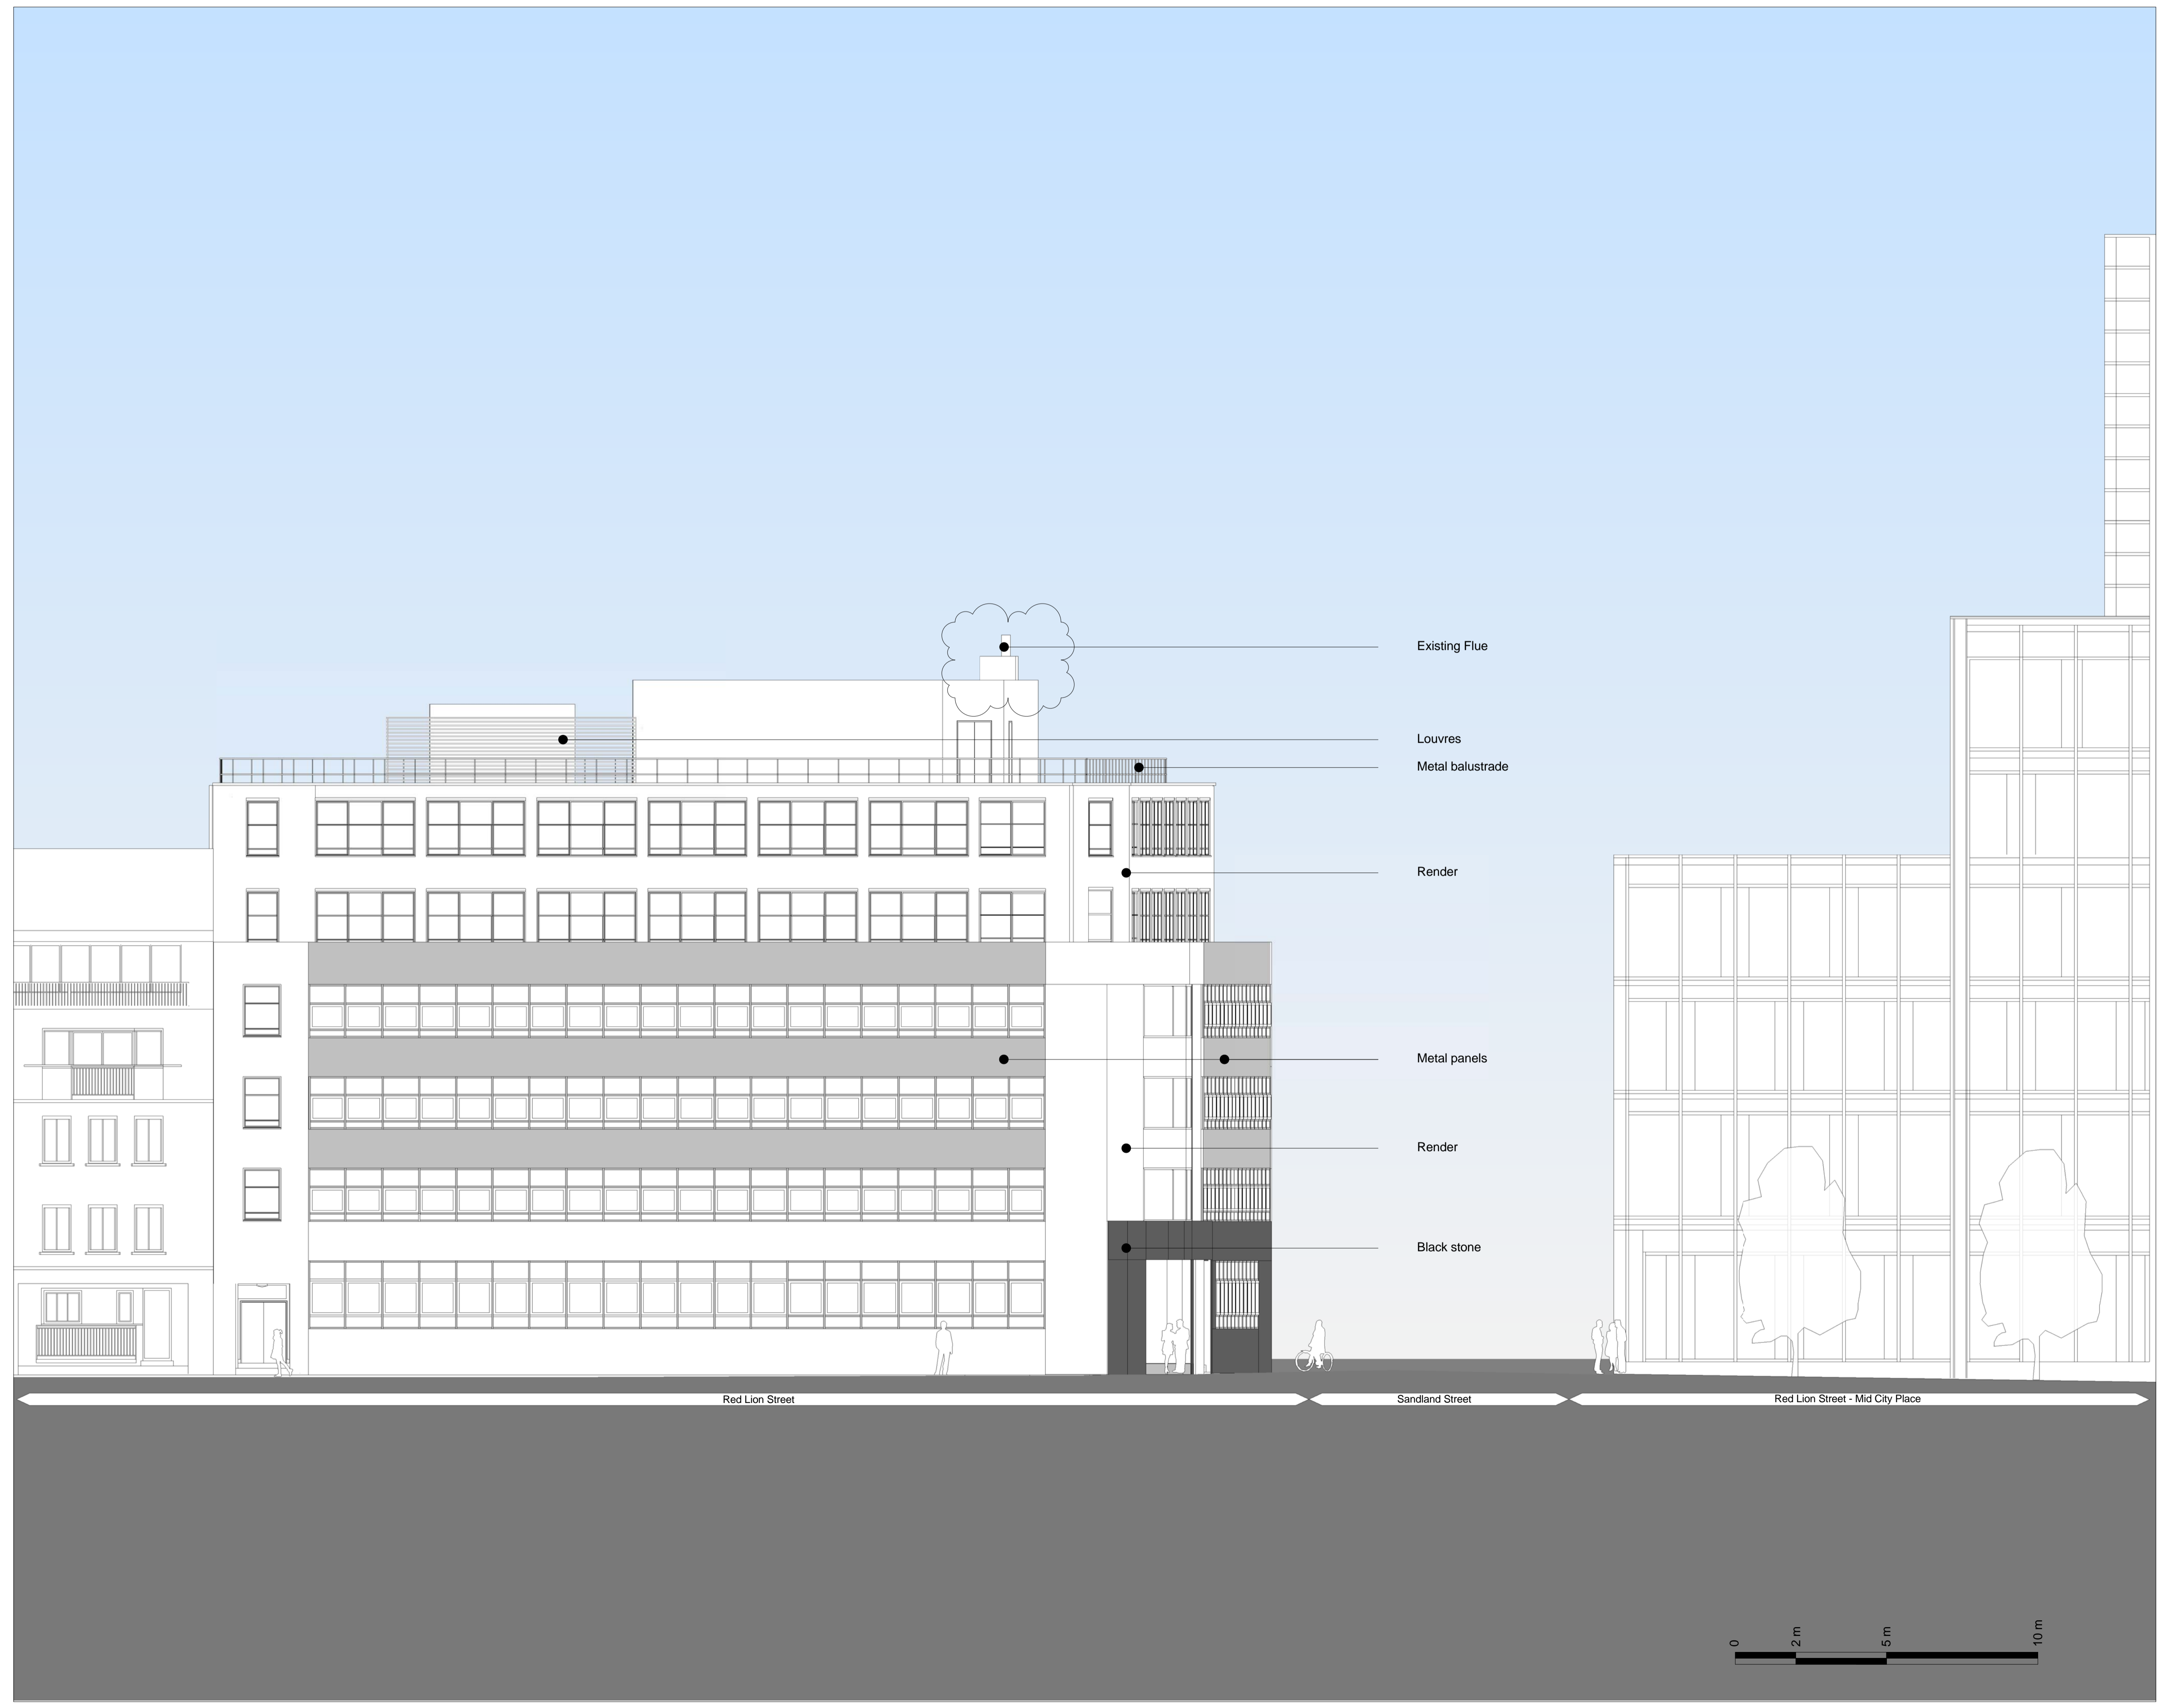 Existing Flue
Louvres
Metal balustrade
Render
Metal panels
Render
Black stone
Red Lion Street
Sandland Street
Red Lion Street - Mid City Place
0
2 m
5 m
10 m